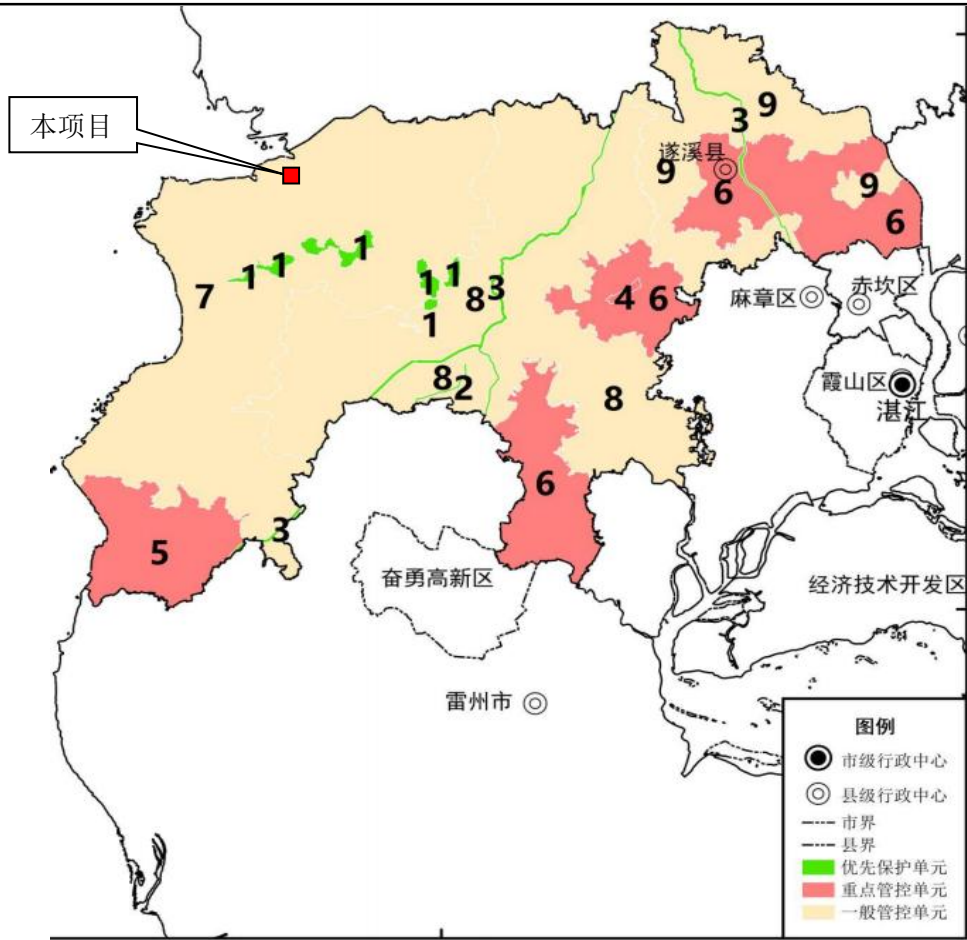 本项目
9
3
遂溪县
9
6
9
6
1
1
1
1
1
7
8
3
1
4
6
麻章区
赤坎区
8
2
8
霞山区
湛江
6
3
5
奋勇高新区
经济技术开发区
雷州市
图例
市级行政中心
县级行政中心
市界
县界
优先保护单元
重点管控单元
一般管控单元